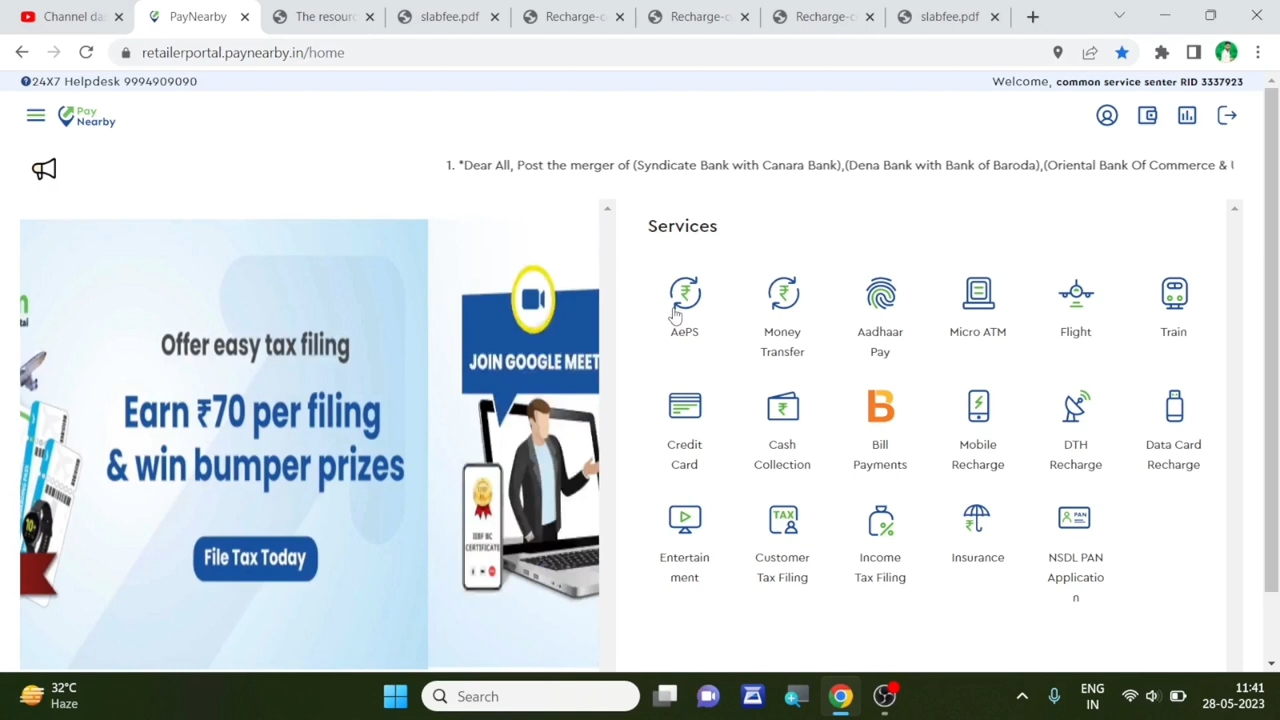 Channel da
PayNearby
The resourc
slabfee.pdf
Recharge-c
Recharge-c
Recharge-c
slabfee.pdf
retailerportal.paynearby.in/home
24X7 Helpdesk 9994909090
Welcome, common service senter RID 3337923
Pay
Nearby
1. *Dear All, Post the merger of (Syndicate Bank with Canara Bank),(Dena Bank with Bank of Baroda),(Oriental Bank Of Commerce & U
Offer easy tax filing
Earn ₹70 per filing
& win bumper prizes
File Tax Today
JOIN GOOGLE MEET
IIBF BC
CERTIFICATE
Services
AePS
Money
Transfer
Aadhaar
Pay
Micro ATM
Flight
Train
Credit
Card
Cash
Collection
Bill
Payments
Mobile
Recharge
DTH
Recharge
Data Card
Recharge
Entertain
ment
TAX
Customer
Tax Filing
Income
Tax Filing
Insurance
PAN
NSDL PAN
Applicatio
n
32°C
Haze
Search
ENG
IN
11:41
28-05-2023